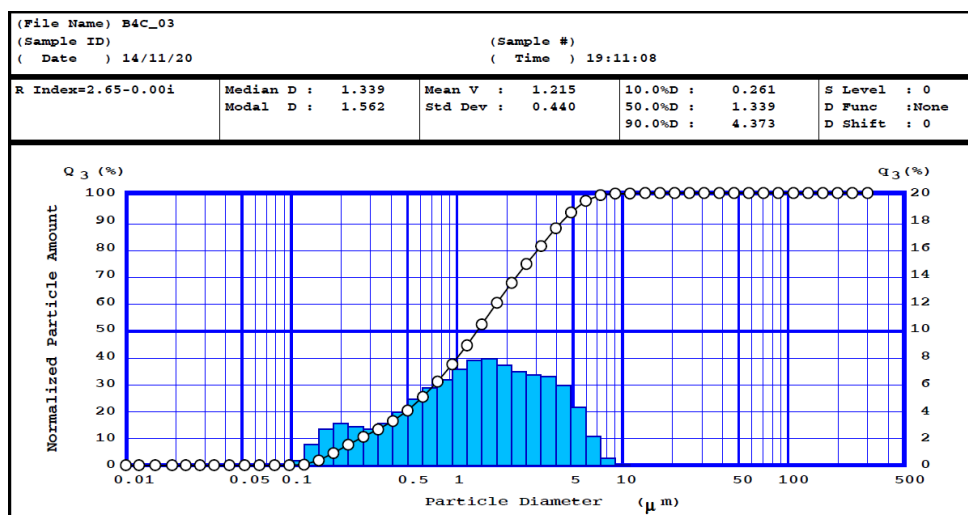 (File Name) B4C_03
(Sample ID) (Sample #)
( Date ) 14/11/20 ( Time ) 19:11:08
R Index=2.65-0.00i Median D : 1.339 Mean V : 1.215 10.0%D : 0.261 S Level : 0
Modal D : 1.562 Std Dev : 0.440 50.0%D : 1.339 D Func :None
90.0%D : 4.373 D Shift : 0
Q 3 (%) q 3(%)
100 20
90 18
80 16
70 14
60 12
50 10
40 8
30 6
20 4
10 2
0 0
Normalized Particle Amount
0.01 0.05 0.1 0.5 1 5 10 50 100 500
Particle Diameter (μ m)